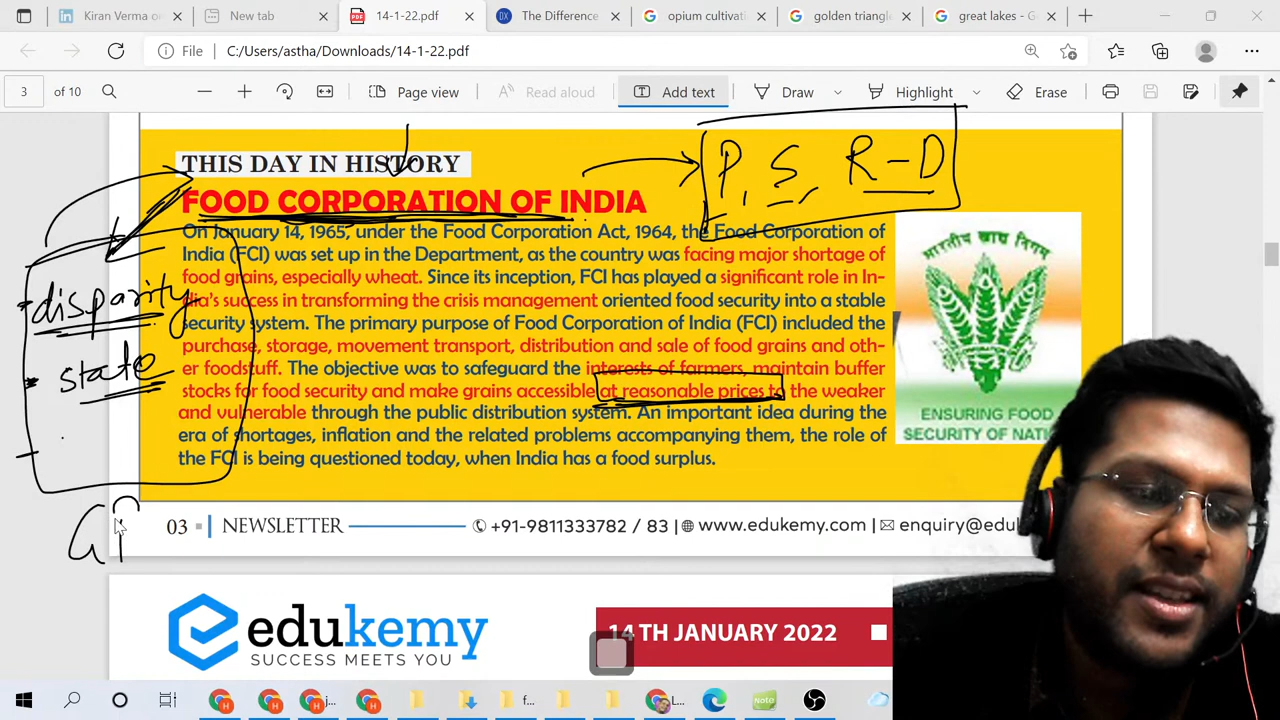 Kiran Verma on
New tab
14-1-22.pdf
The Difference
opium cultivati
golden triangle
great lakes - G
File
C:/Users/astha/Downloads/14-1-22.pdf
3
of 10
Page view
Read aloud
Add text
Draw
Highlight
Erase
P, S, R-D
THIS DAY IN HISTORY
FOOD CORPORATION OF INDIA
On January 14, 1965, under the Food Corporation Act, 1964, the Food Corporation of
India (FCI) was set up in the Department, as the country was facing major shortage of
food grains, especially wheat. Since its inception, FCI has played a significant role in In-
dia's success in transforming the crisis management oriented food security into a stable
security system. The primary purpose of Food Corporation of India (FCI) included the
purchase, storage, movement transport, distribution and sale of food grains and oth-
er foodstuff. The objective was to safeguard the interests of farmers, maintain buffer
stocks for food security and make grains accessible at reasonable prices to the weaker
and vulnerable through the public distribution system. An important idea during the
era of shortages, inflation and the related problems accompanying them, the role of
the FCI is being questioned today, when India has a food surplus.
disparity
state
भारतीय खाद्य निगम
ENSURING FOOD
SECURITY OF NATI
03
NEWSLETTER
+91-9811333782 / 83
www.edukemy.com
enquiry@edu
edukemy
SUCCESS MEETS YOU
14 TH JANUARY 2022